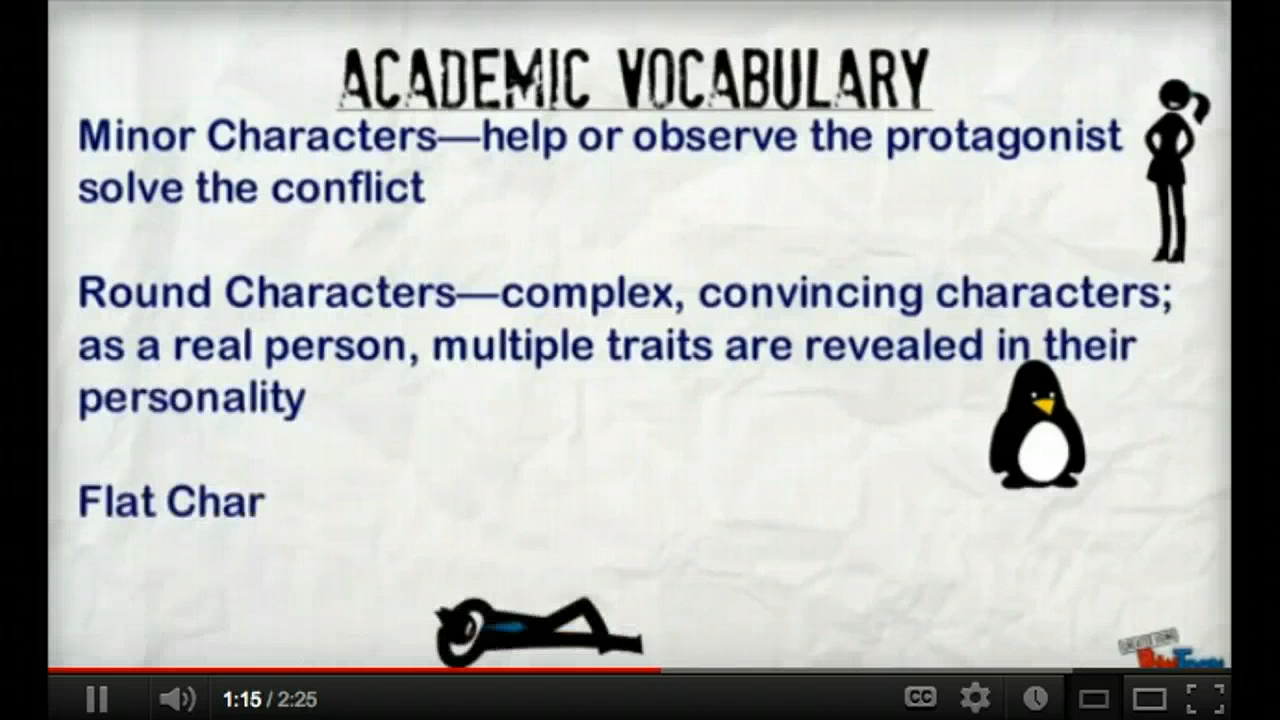 ACADEMIC VOCABULARY
Minor Characters—help or observe the protagonist
solve the conflict
Round Characters—complex, convincing characters;
as a real person, multiple traits are revealed in their
personality
Flat Char
1:15 / 2:25
CC